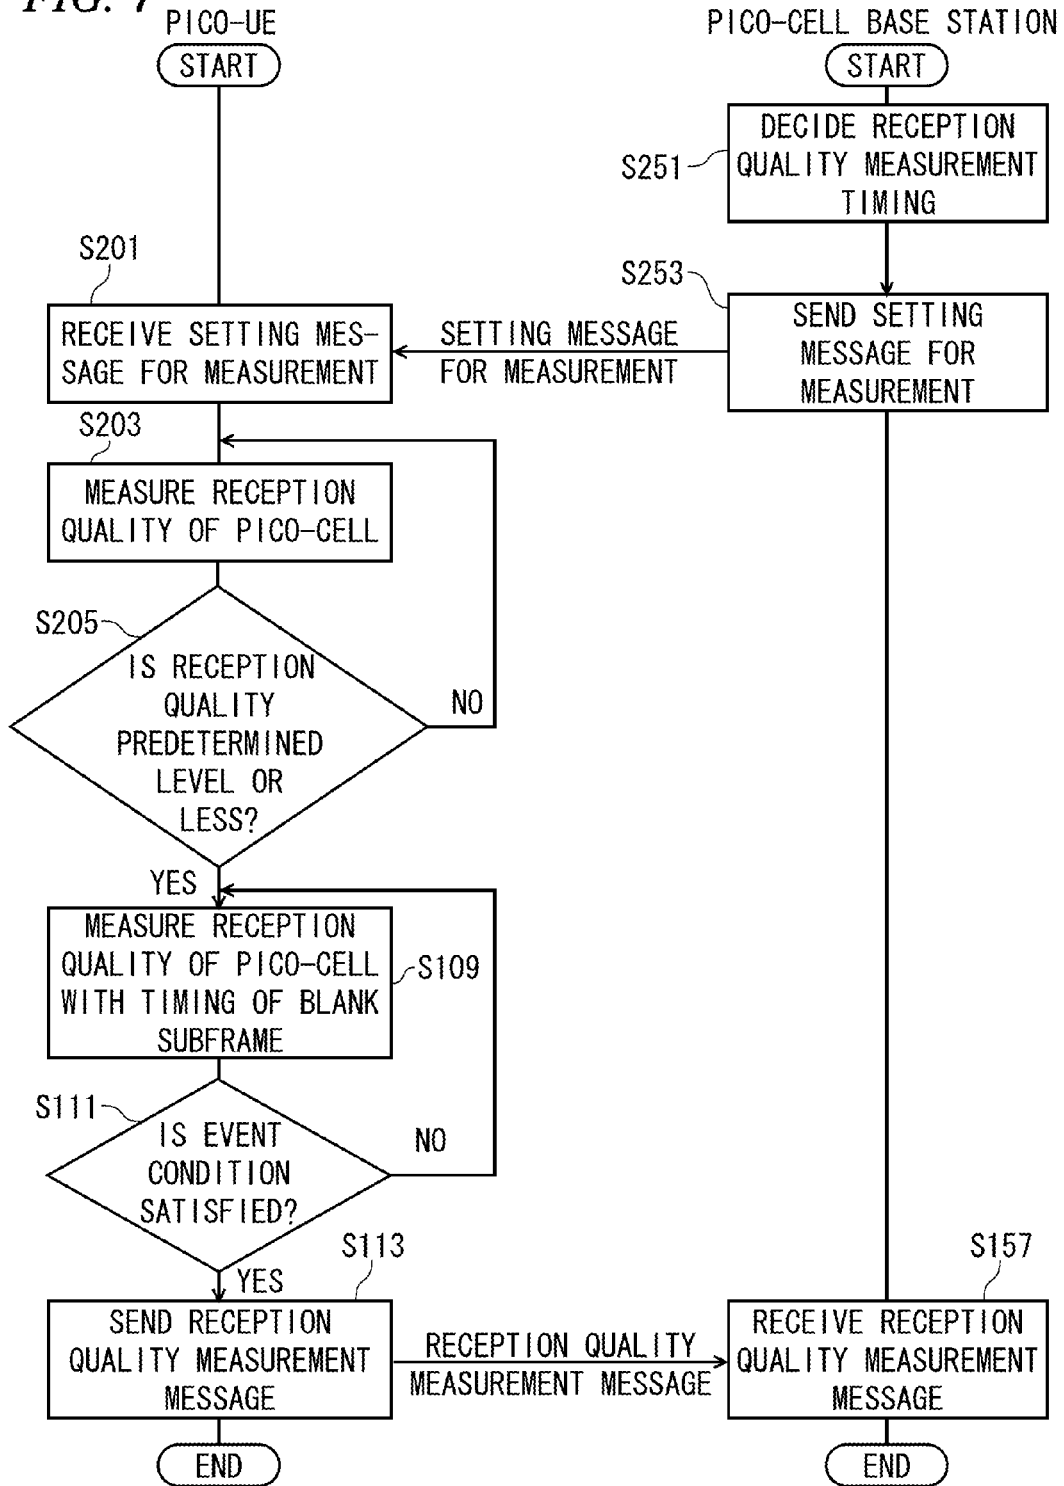 FIG. 7
PICO-UE
START
PICO-CELL BASE STATION
START
DECIDE RECEPTION
QUALITY MEASUREMENT
TIMING
S251
S201
S253
RECEIVE SETTING MES-
SAGE FOR MEASUREMENT
SETTING MESSAGE
FOR MEASUREMENT
SEND SETTING
MESSAGE FOR
MEASUREMENT
S203
MEASURE RECEPTION
QUALITY OF PICO-CELL
S205
IS RECEPTION
QUALITY
PREDETERMINED
LEVEL OR
LESS?
NO
YES
MEASURE RECEPTION
QUALITY OF PICO-CELL
WITH TIMING OF BLANK
SUBFRAME
S109
S111
IS EVENT
CONDITION
SATISFIED?
NO
YES
S113
S157
SEND RECEPTION
QUALITY MEASUREMENT
MESSAGE
RECEPTION QUALITY
MEASUREMENT MESSAGE
RECEIVE RECEPTION
QUALITY MEASUREMENT
MESSAGE
END
END